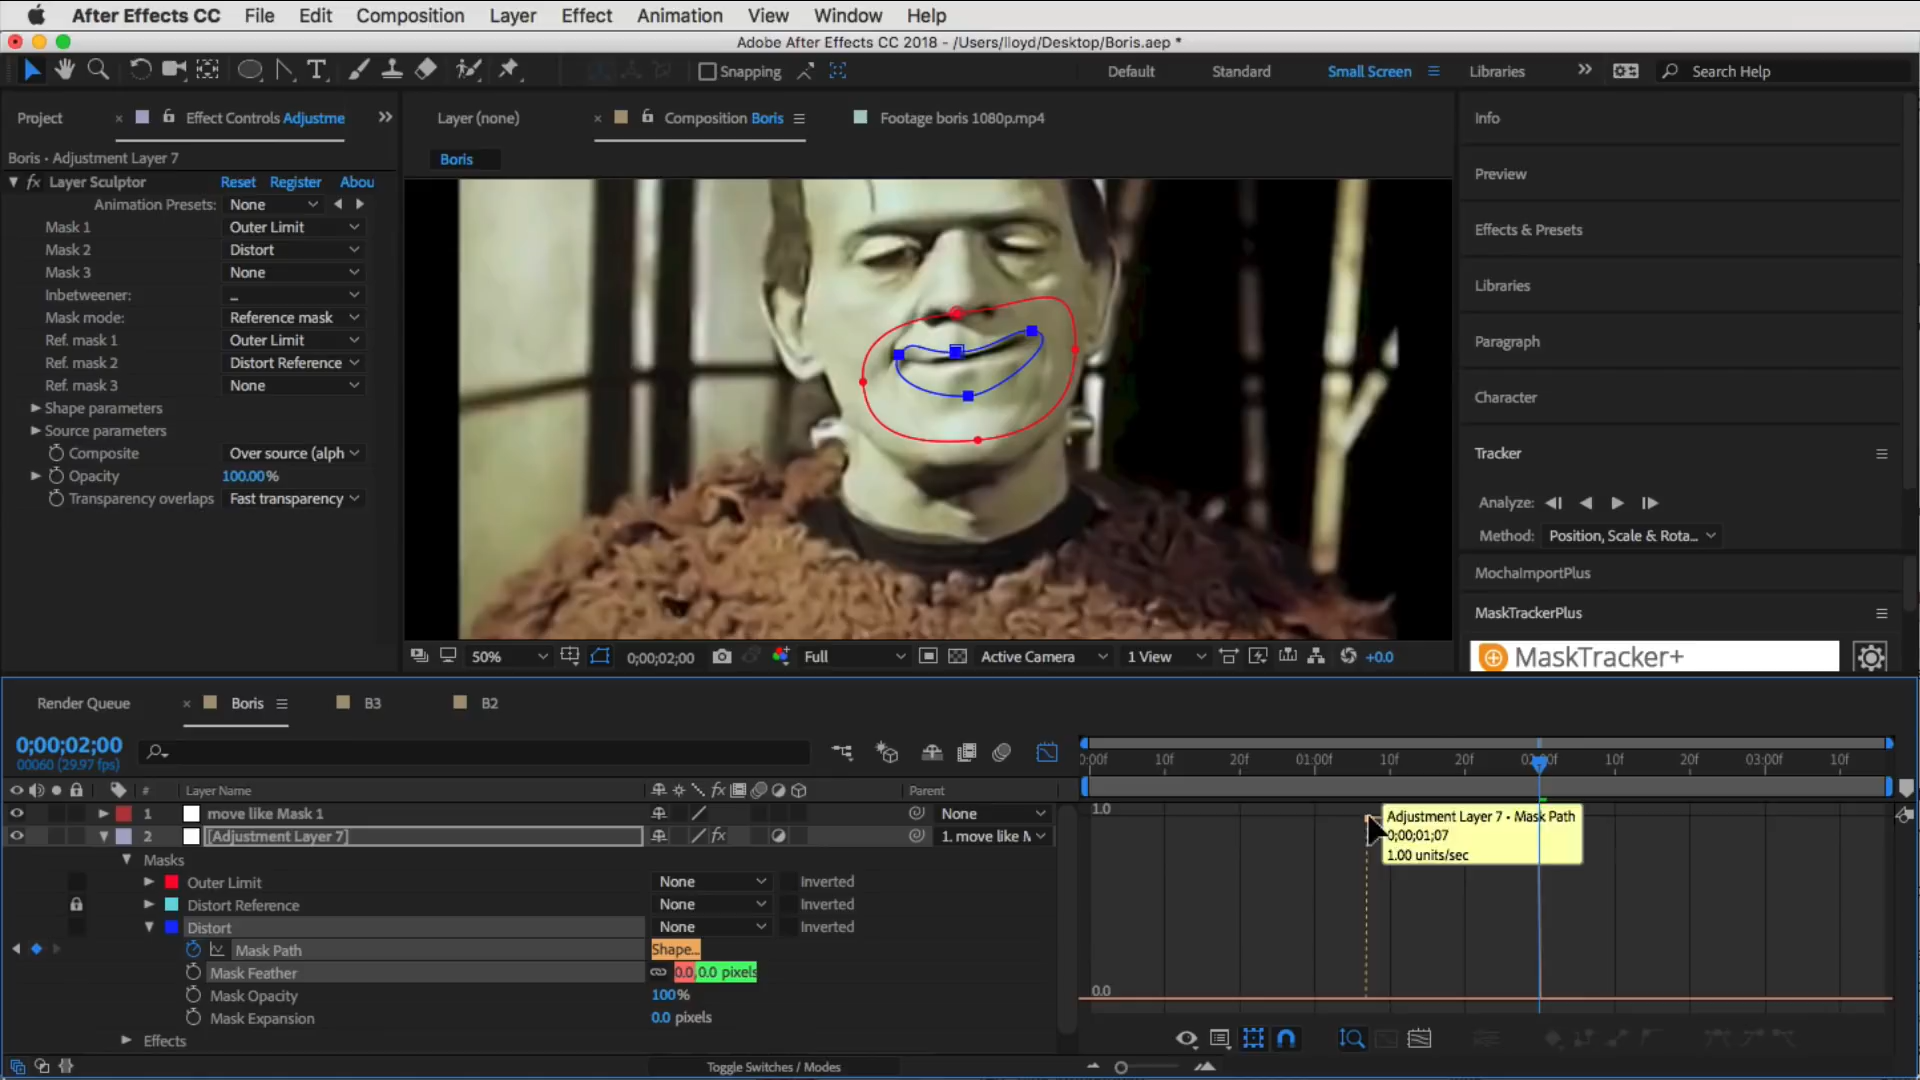 After Effects CC File Edit Composition Layer Effect Animation View Window Help
Adobe After Effects CC 2018 - /Users/lloyd/Desktop/Boris.aep *
Snapping Default Standard Small Screen Libraries Search Help
Project Effect Controls Adjustme Layer (none) Composition Boris Footage boris 1080p.mp4 Info
Boris • Adjustment Layer 7 Boris
Layer Sculptor Reset Register Abou Preview
Animation Presets: None
Mask 1 Outer Limit Effects & Presets
Mask 2 Distort
Mask 3 None Libraries
Inbetweener: _
Mask mode: Reference mask
Ref. mask 1 Outer Limit Paragraph
Ref. mask 2 Distort Reference
Ref. mask 3 None Character
Shape parameters
Source parameters
Composite Over source (alph Tracker
Opacity 100.00%
Transparency overlaps Fast transparency Analyze:
Method: Position, Scale & Rota...
MochaImportPlus
MaskTrackerPlus
50% 0;00;02;00 Full Active Camera 1 View +0.0 MaskTracker+
Render Queue Boris B3 B2
0;00;02;00
00060 (29.97 fps) 0:00f 10f 20f 01:00f 10f 20f 02:00f 10f 20f 03:00f 10f
# Layer Name fx Parent
1 move like Mask 1 None 1.0
2 [Adjustment Layer 7] fx 1. move like M Adjustment Layer 7 • Mask Path
0;00;01;07
1.00 units/sec
Masks
Outer Limit None Inverted
Distort Reference None Inverted
Distort None Inverted
Mask Path Shape...
Mask Feather 0.0,0.0 pixels
Mask Opacity 100% 0.0
Mask Expansion 0.0 pixels
Effects
Toggle Switches / Modes